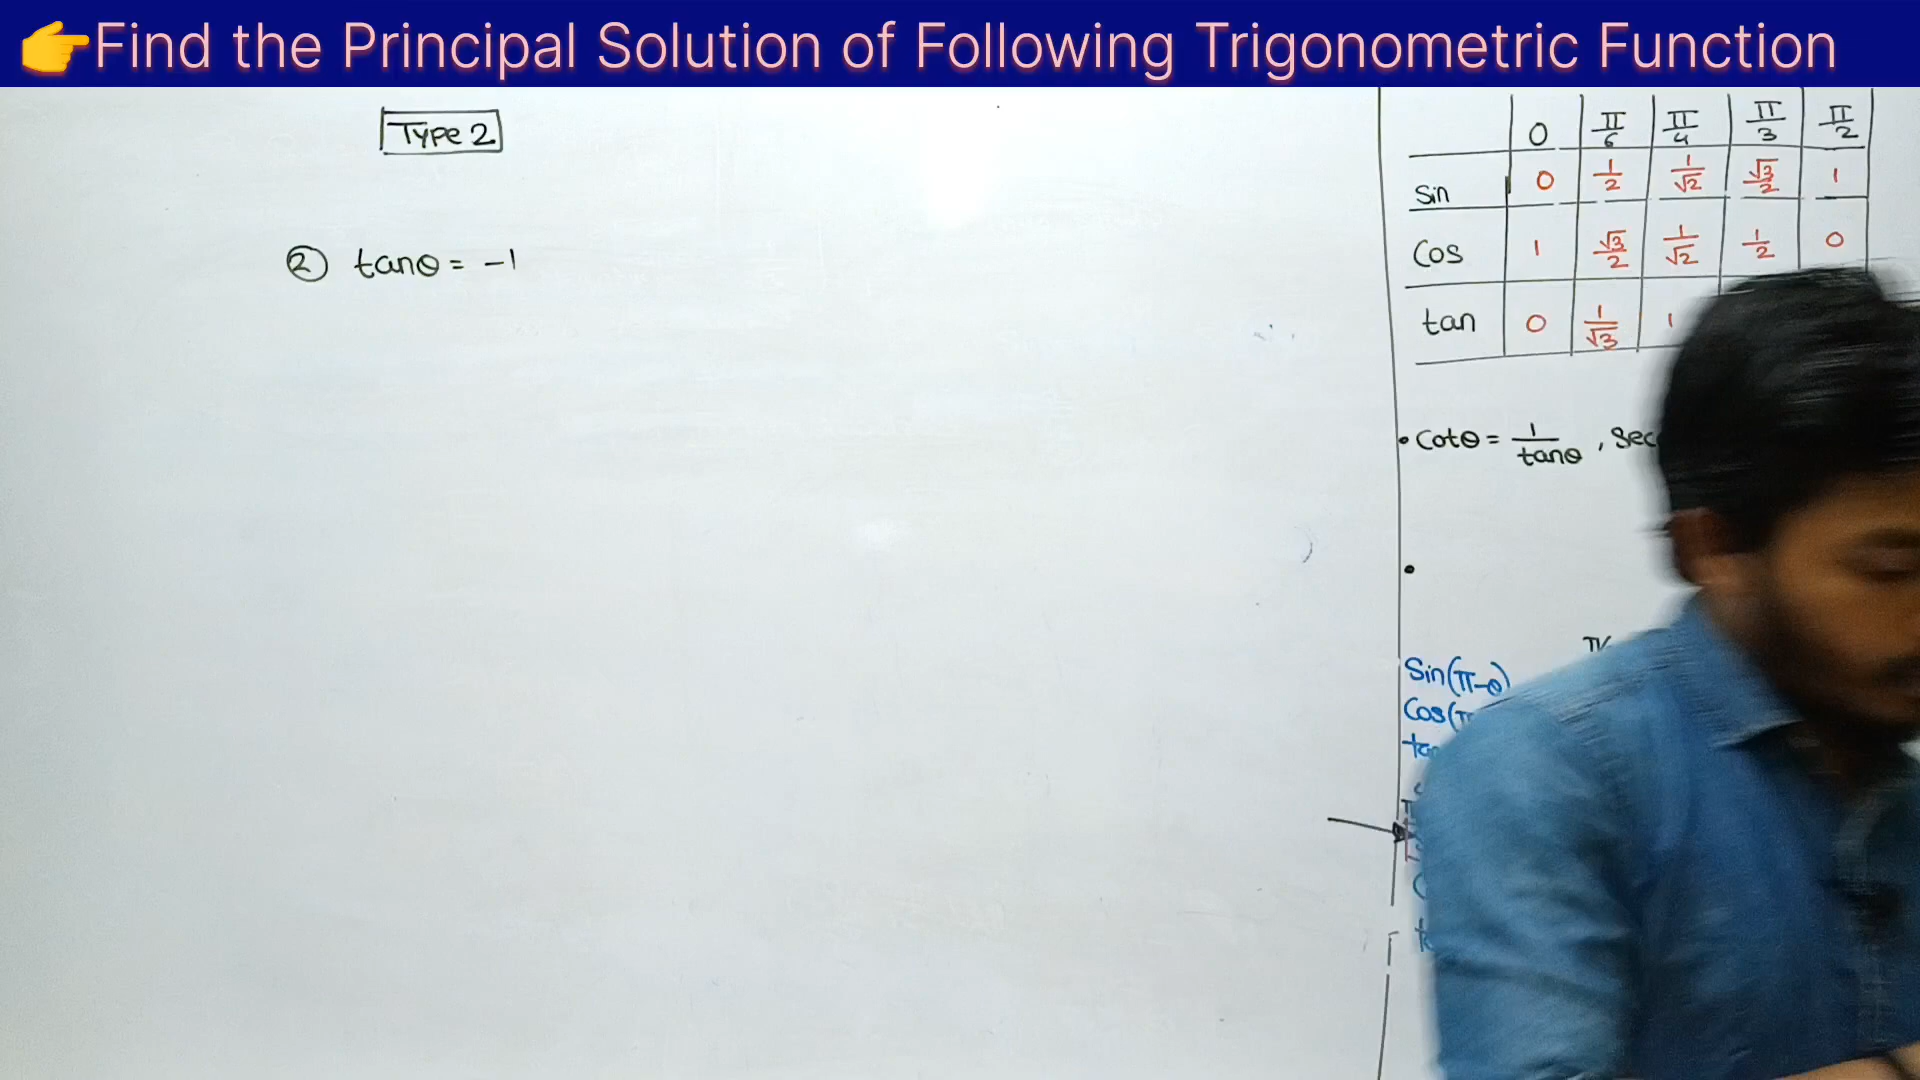 👉Find the Principal Solution of Following Trigonometric Function
Type 2
② tanθ = -1
0 π/6 π/4 π/3 π/2
Sin 0 1/2 1/√2 √3/2 1
Cos 1 √3/2 1/√2 1/2 0
tan 0 1/√3 1
• Cotθ = 1/tanθ , Sec
•
Sin(π-θ)
Cos(π